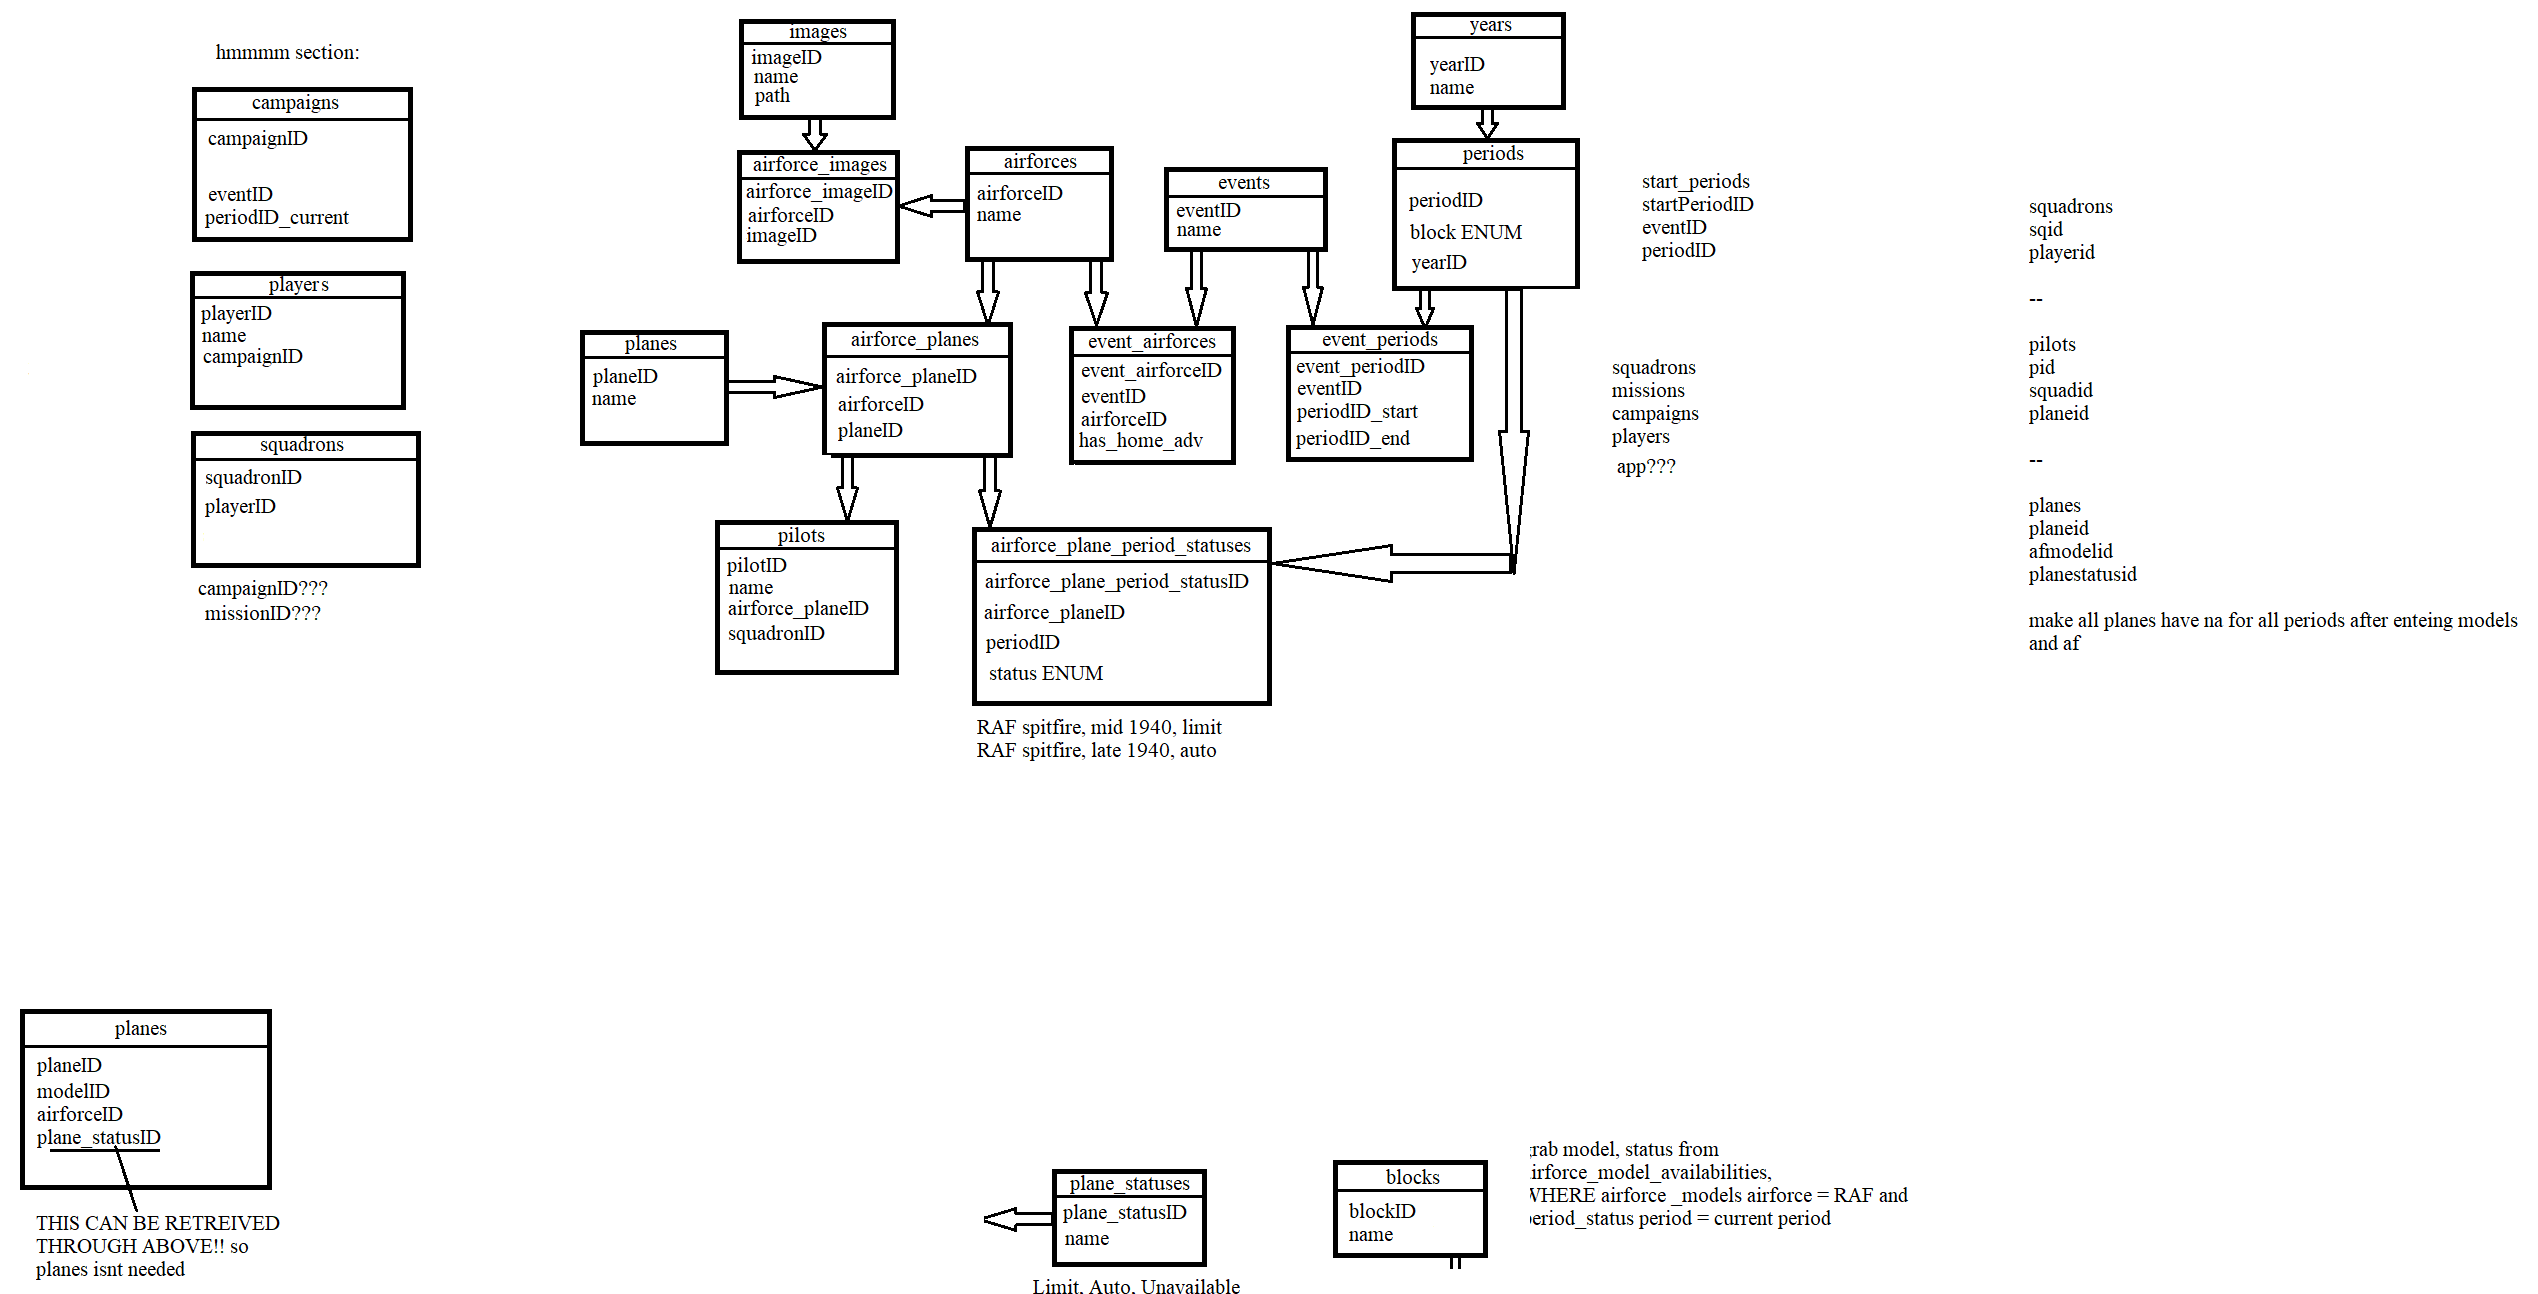 hmmmm section:
campaigns
campaignID
eventID
periodID_current
players
playerID
name
campaignID
squadrons
squadronID
playerID
campaignID???
missionID???
images
imageID
name
path
airforce_images
airforce_imageID
airforceID
imageID
airforces
airforceID
name
events
eventID
name
years
yearID
name
periods
periodID
block ENUM
yearID
planes
planeID
name
airforce_planes
airforce_planeID
airforceID
planeID
event_airforces
event_airforceID
eventID
airforceID
has_home_adv
event_periods
event_periodID
eventID
periodID_start
periodID_end
pilots
pilotID
name
airforce_planeID
squadronID
airforce_plane_period_statuses
airforce_plane_period_statusID
airforce_planeID
periodID
status ENUM
RAF spitfire, mid 1940, limit
RAF spitfire, late 1940, auto
start_periods
startPeriodID
eventID
periodID
squadrons
missions
campaigns
players
app???
squadrons
sqid
playerid
--
pilots
pid
squadid
planeid
--
planes
planeid
afmodelid
planestatusid
make all planes have na for all periods after enteing models
and af
planes
planeID
modelID
airforceID
plane_statusID
THIS CAN BE RETREIVED
THROUGH ABOVE!! so
planes isnt needed
plane_statuses
plane_statusID
name
Limit, Auto, Unavailable
blocks
blockID
name
rab model, status from
irforce_model_availabilities,
WHERE airforce _models airforce = RAF and
period_status period = current period